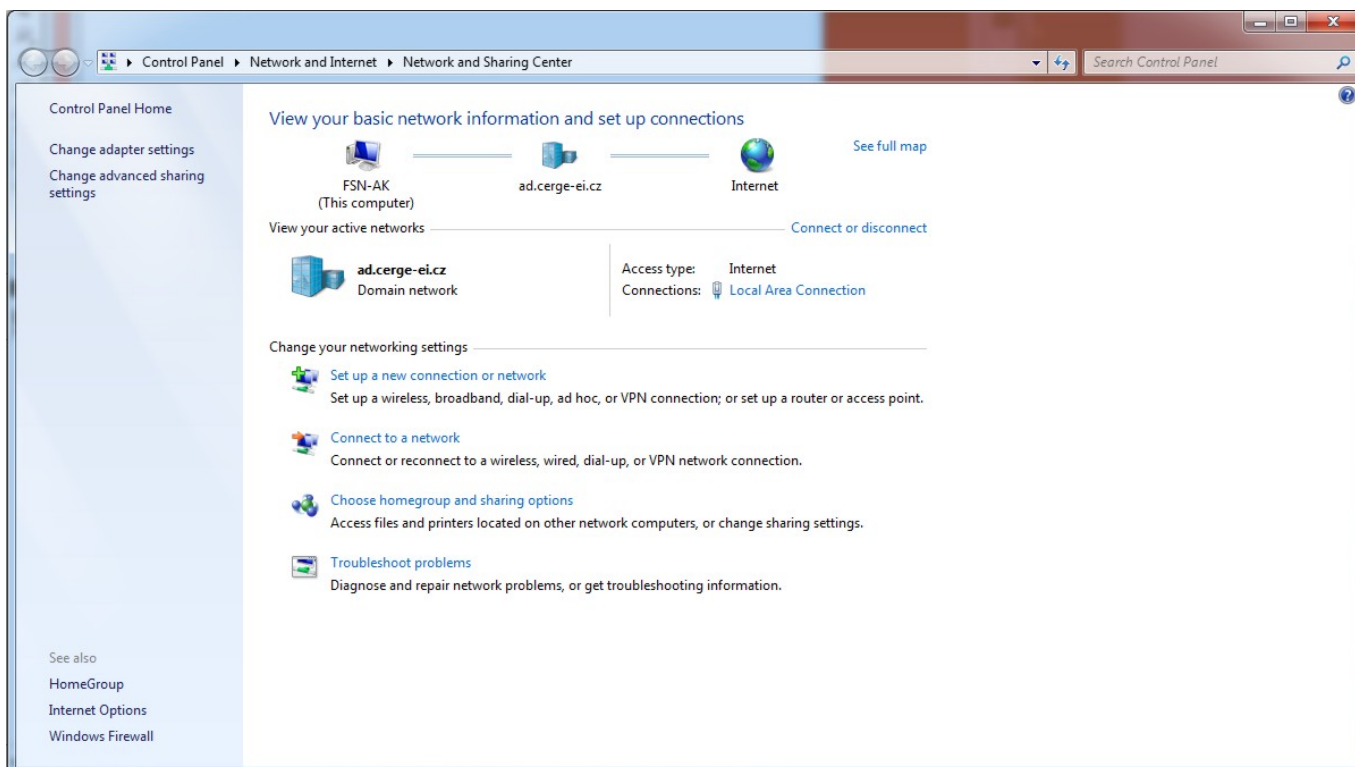 Control Panel Network and Internet Network and Sharing Center Search Control Panel
Control Panel Home
Change adapter settings
Change advanced sharing
settings
See also
HomeGroup
Internet Options
Windows Firewall
View your basic network information and set up connections
See full map
FSN-AK
(This computer)
ad.cerge-ei.cz
Internet
View your active networks
Connect or disconnect
ad.cerge-ei.cz
Domain network
Access type: Internet
Connections: Local Area Connection
Change your networking settings
Set up a new connection or network
Set up a wireless, broadband, dial-up, ad hoc, or VPN connection; or set up a router or access point.
Connect to a network
Connect or reconnect to a wireless, wired, dial-up, or VPN network connection.
Choose homegroup and sharing options
Access files and printers located on other network computers, or change sharing settings.
Troubleshoot problems
Diagnose and repair network problems, or get troubleshooting information.